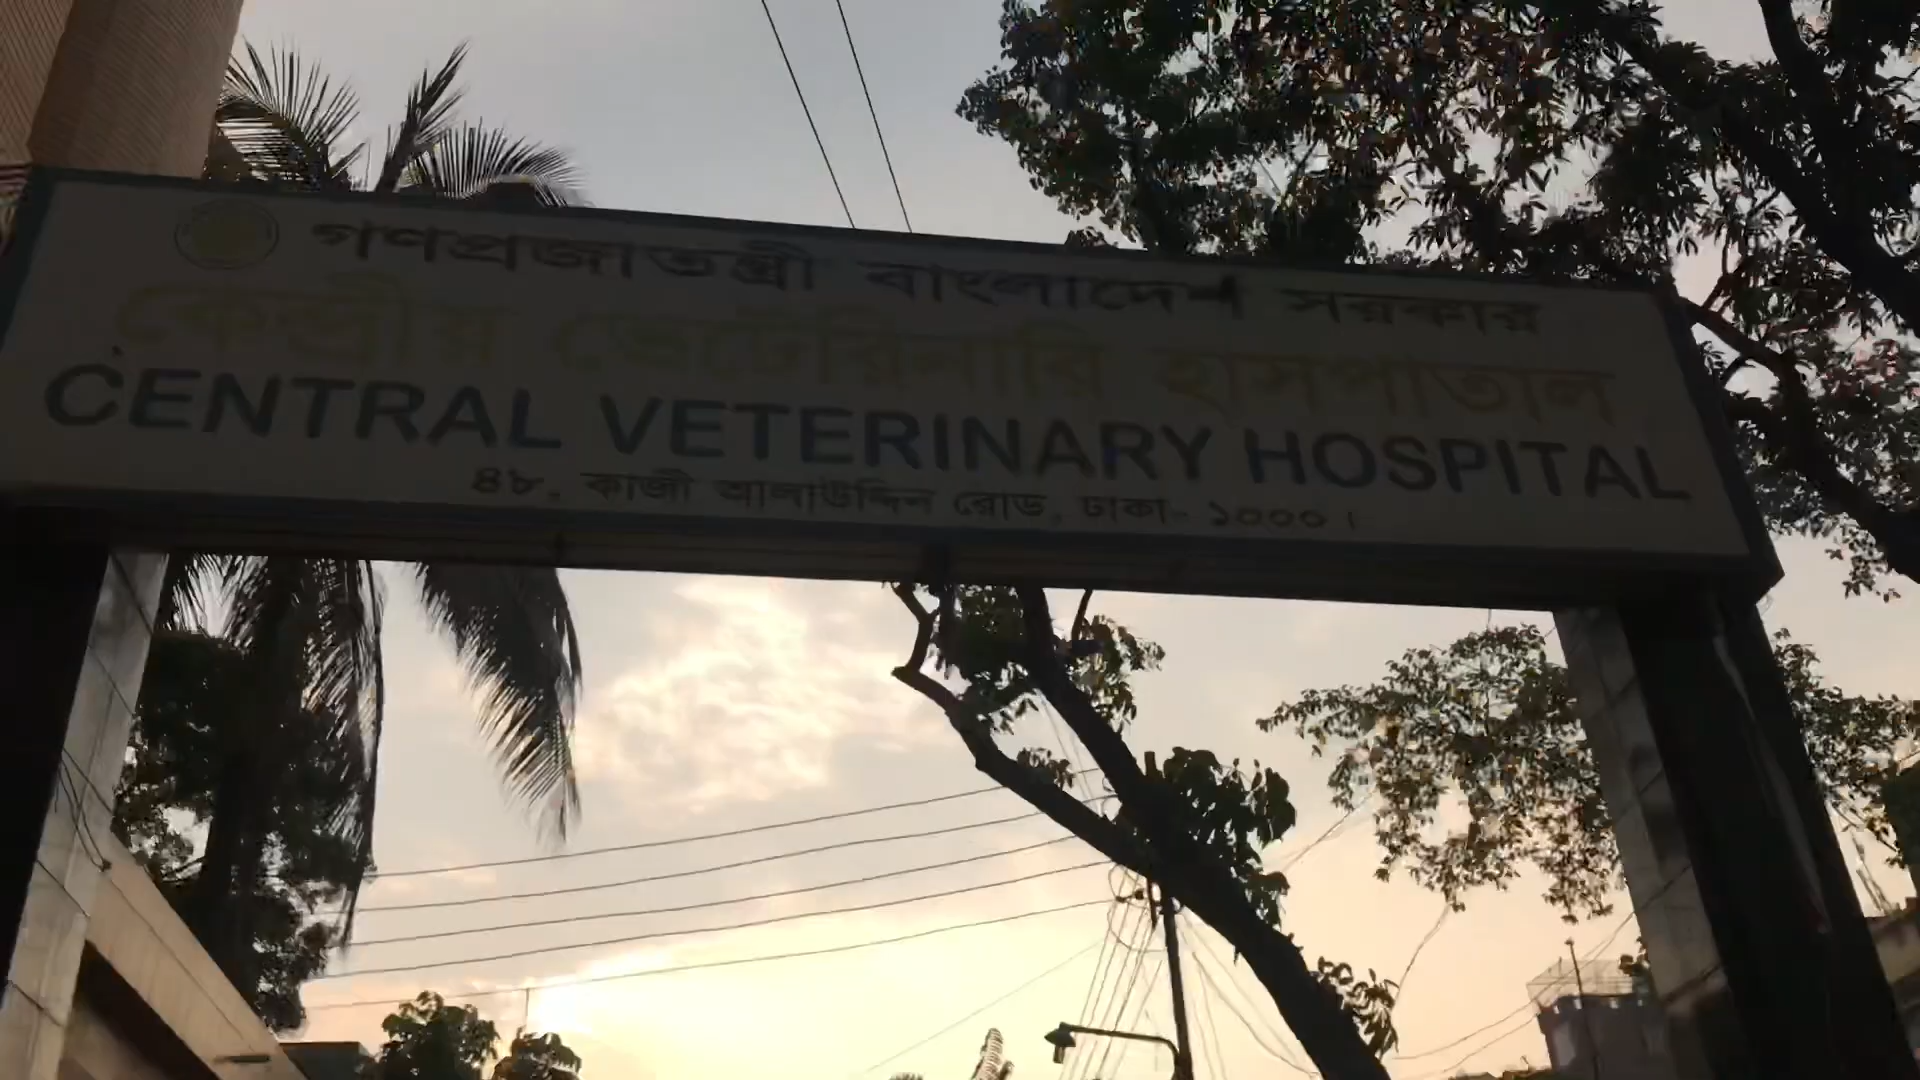 গণপ্রজাতন্ত্রী বাংলাদেশ সরকার
কেন্দ্রীয় ভেটেরিনারি হাসপাতাল
CENTRAL VETERINARY HOSPITAL
৪৮, কাজী আলাউদ্দিন রোড, ঢাকা- ১০০০।